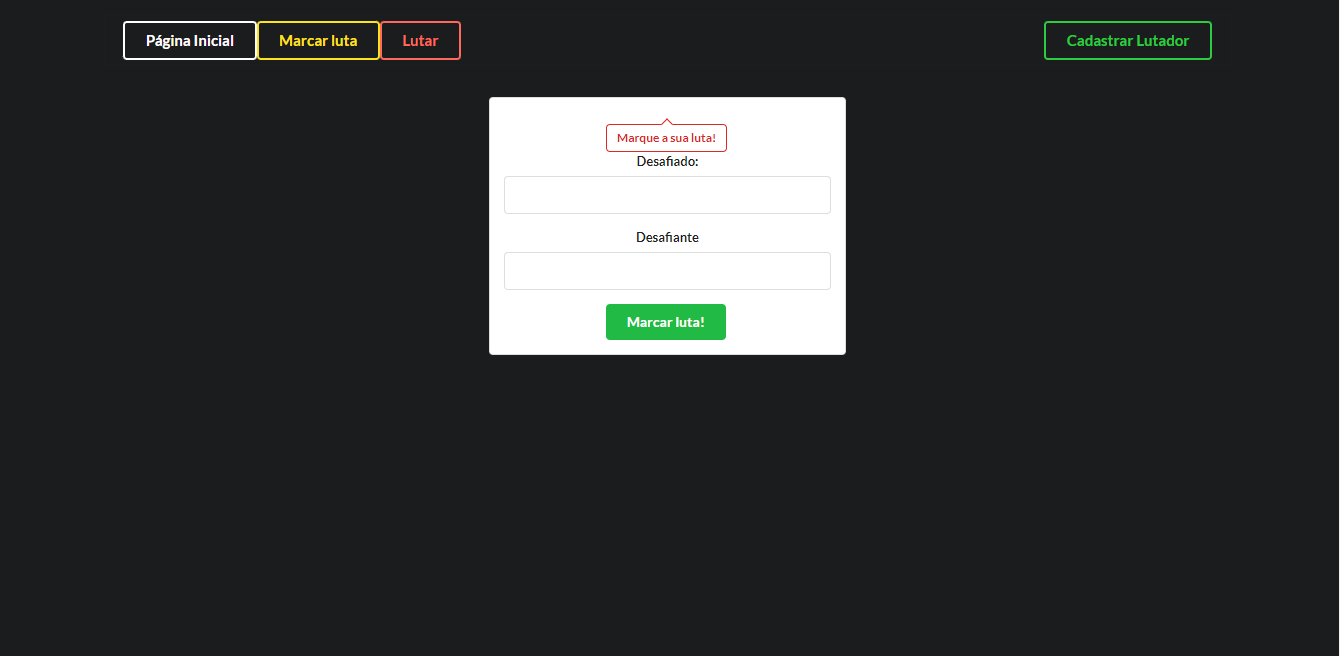 Página Inicial Marcar luta Lutar Cadastrar Lutador
Marque a sua luta!
Desafiado:
Desafiante
Marcar luta!